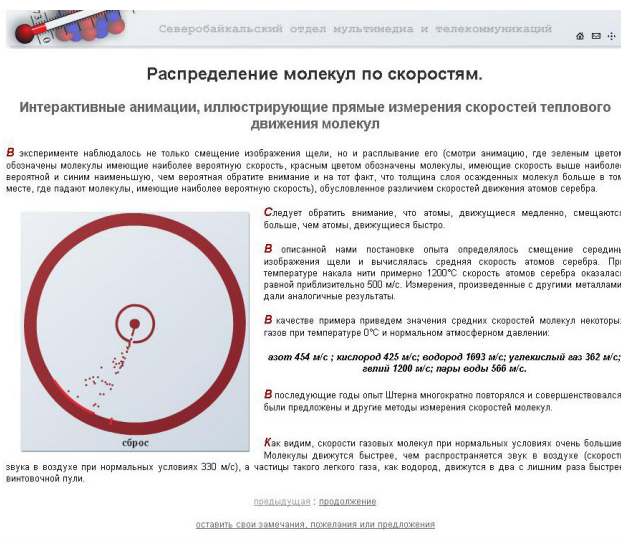 Северобайкальский отдел мультимедиа и телекоммуникаций
Распределение молекул по скоростям.
Интерактивные анимации, иллюстрирующие прямые измерения скоростей теплового
движения молекул
В эксперименте наблюдалось не только смещение изображения щели, но и расплывание его (смотри анимацию, где зеленым цветом
обозначены молекулы имеющие наиболее вероятную скорость, красным цветом обозначены молекулы, имеющие скорость выше наиболее
вероятной и синим наименьшую, чем вероятная обратите внимание и на тот факт, что толщина слоя осажденных молекул больше в том
месте, где падают молекулы, имеющие наиболее вероятную скорость), обусловленное различием скоростей движения атомов серебра.
Следует обратить внимание, что атомы, движущиеся медленно, смещаются
больше, чем атомы, движущиеся быстро.
В описанной нами постановке опыта определялось смещение середины
изображения щели и вычислялась средняя скорость атомов серебра. При
температуре накала нити примерно 1200°С скорость атомов серебра оказалась
равной приблизительно 500 м/с. Измерения, произведенные с другими металлами,
дали аналогичные результаты.
В качестве примера приведем значения средних скоростей молекул некоторых
газов при температуре 0°С и нормальном атмосферном давлении:
азот 454 м/с ; кислород 425 м/с; водород 1693 м/с; углекислый газ 362 м/с;
гелий 1200 м/с; пары воды 566 м/с.
В последующие годы опыт Штерна многократно повторялся и совершенствовался,
были предложены и другие методы измерения скоростей молекул.
сброс
Как видим, скорости газовых молекул при нормальных условиях очень большие.
Молекулы движутся быстрее, чем распространяется звук в воздухе (скорость
звука в воздухе при нормальных условиях 330 м/с), а частицы такого легкого газа, как водород, движутся в два с лишним раза быстрее
винтовочной пули.
предыдущая : продолжение
оставить свои замечания, пожелания или предложения